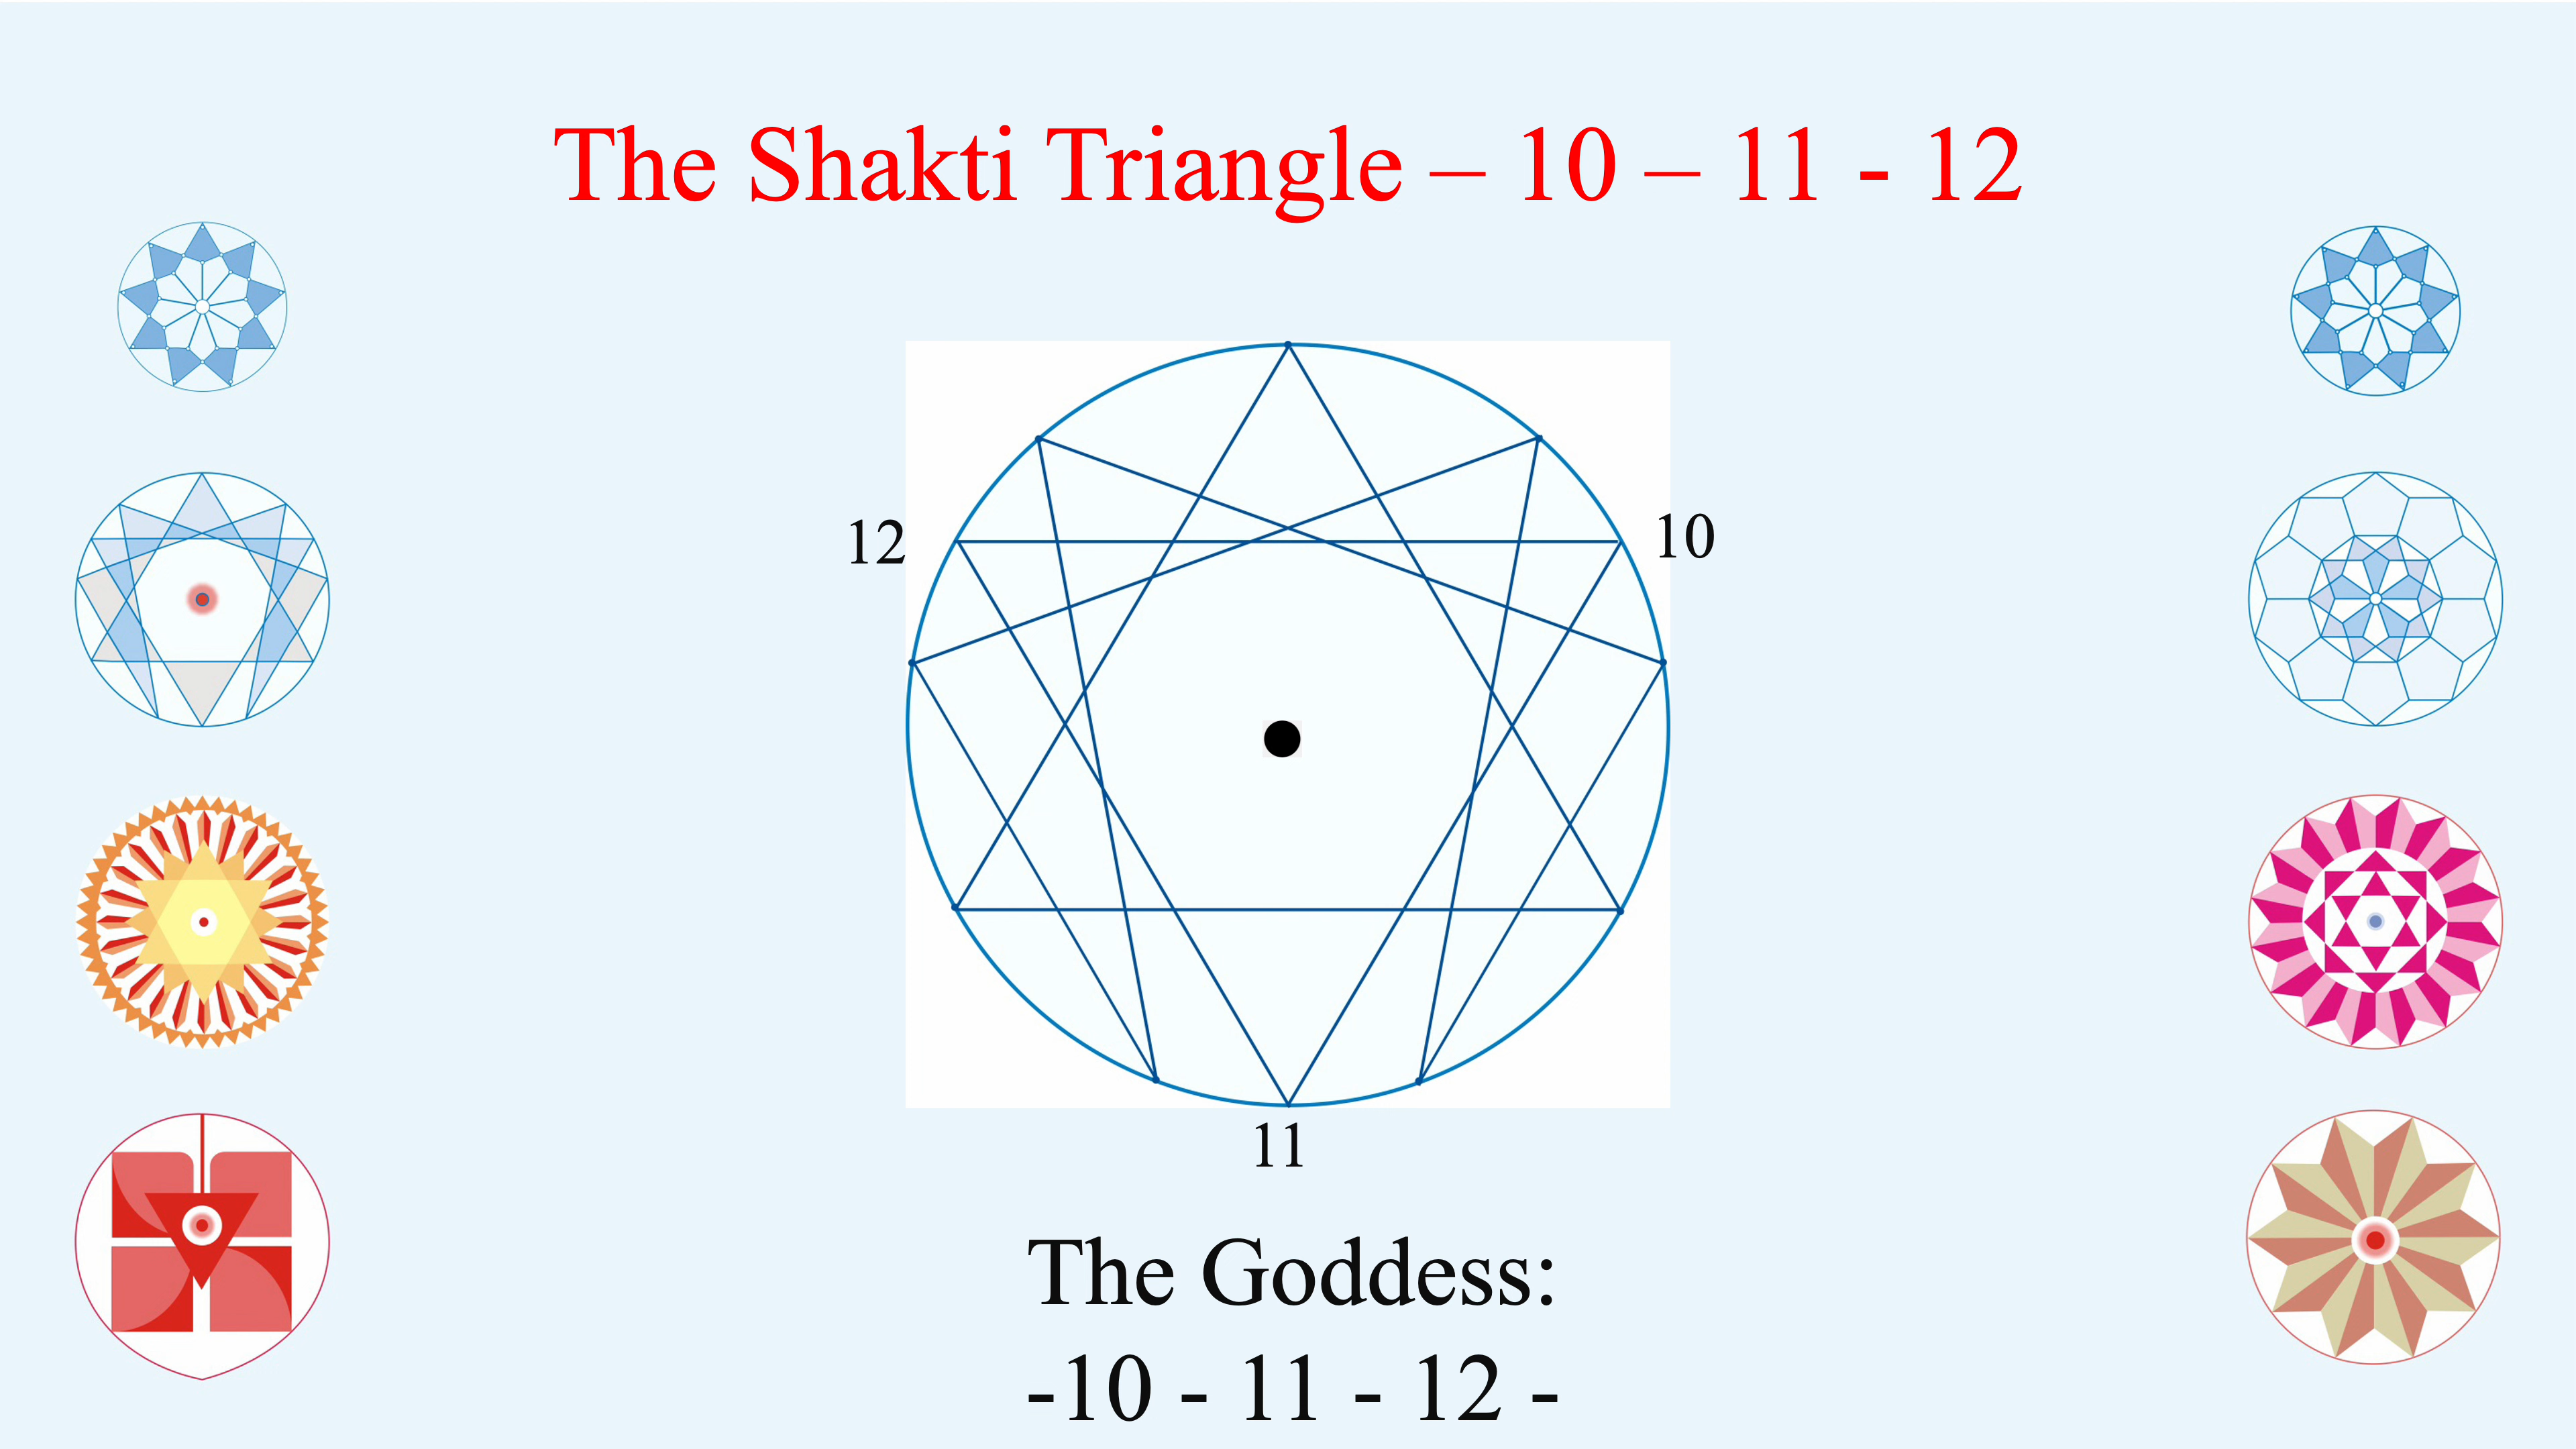 The Shakti Triangle – 10 – 11 - 12
12
10
11
The Goddess:
-10 - 11 - 12 -